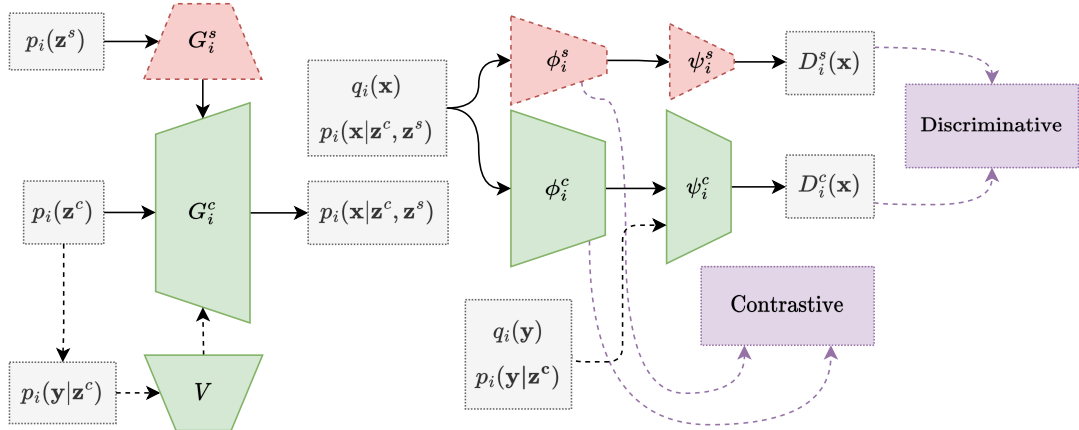 p_i(𝐳^s)
G_i^s
p_i(𝐳^c)
G_i^c
p_i(𝐱|𝐳^c, 𝐳^s)
p_i(𝐲|𝐳^c)
V
q_i(𝐱)
p_i(𝐱|𝐳^c, 𝐳^s)
ϕ_i^s
ψ_i^s
D_i^s(𝐱)
ϕ_i^c
ψ_i^c
D_i^c(𝐱)
Discriminative
q_i(𝐲)
p_i(𝐲|𝐳^𝐜)
Contrastive